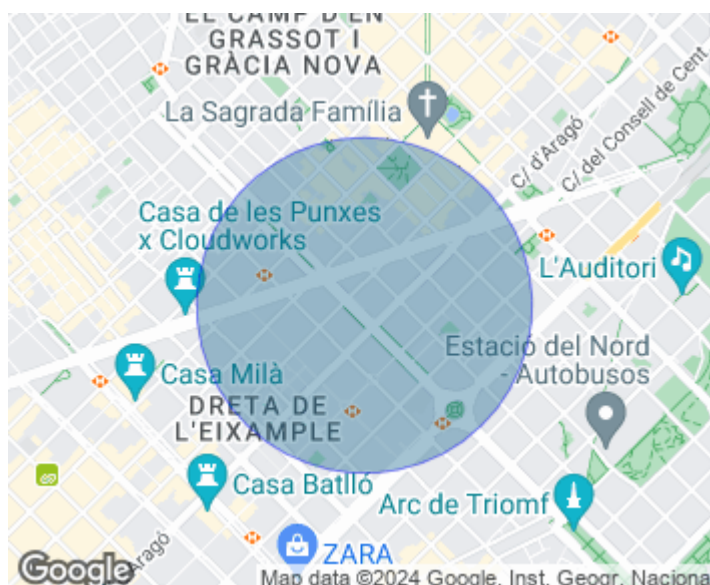 EL CAMP D'EN
GRASSOT I
GRÀCIA NOVA
La Sagrada Família
C/ d'Aragó
C/ del Consell de Cent
Casa de les Punxes
x Cloudworks
L'Auditori
Estació del Nord
- Autobusos
Casa Milà
DRETA DE
L'EIXAMPLE
Casa Batlló
Arc de Triomf
Aragó
ZARA
Google
Map data ©2024 Google, Inst. Geogr. Naciona